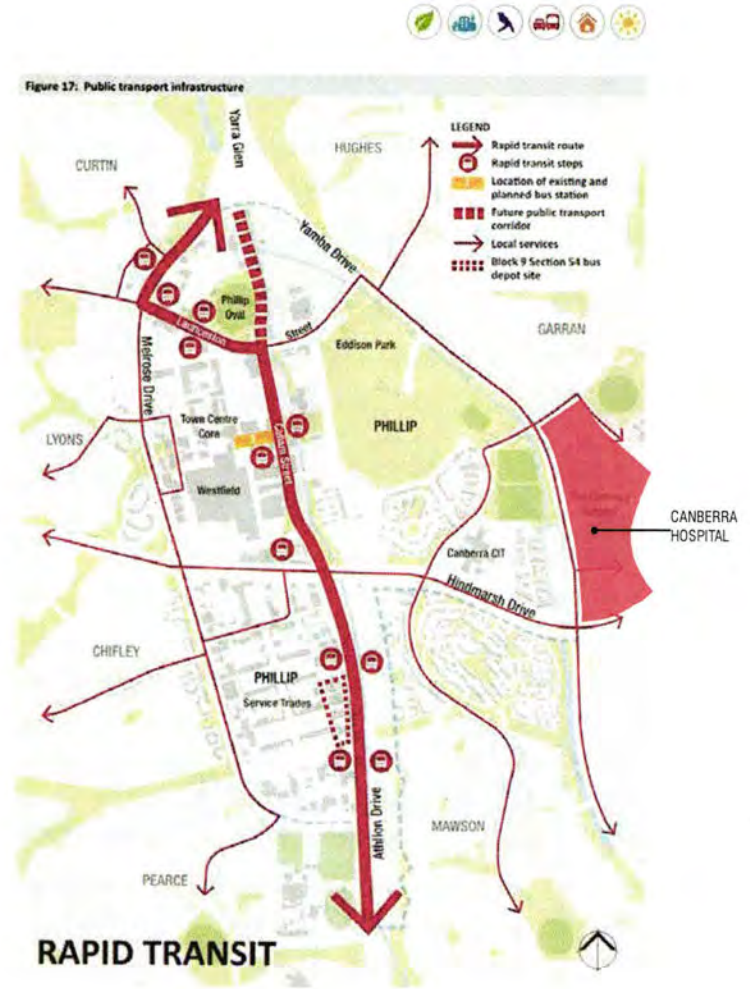 Figure 17: Public transport infrastructure
LEGEND
Rapid transit route
Rapid transit stops
Location of existing and
planned bus station
Future public transport
corridor
Local services
Block 9 Section 54 bus
depot site
Yarra Glen
HUGHES
CURTIN
Yamba Drive
Phillip
Oval
Launceston
Street
GARRAN
Eddison Park
Melrose Drive
PHILLIP
Town Centre
Core
LYONS
Callam Street
Westfield
CANBERRA
HOSPITAL
Canberra CIT
Hindmarsh Drive
CHIFLEY
PHILLIP
Service Trades
Athllon Drive
MAWSON
PEARCE
RAPID TRANSIT